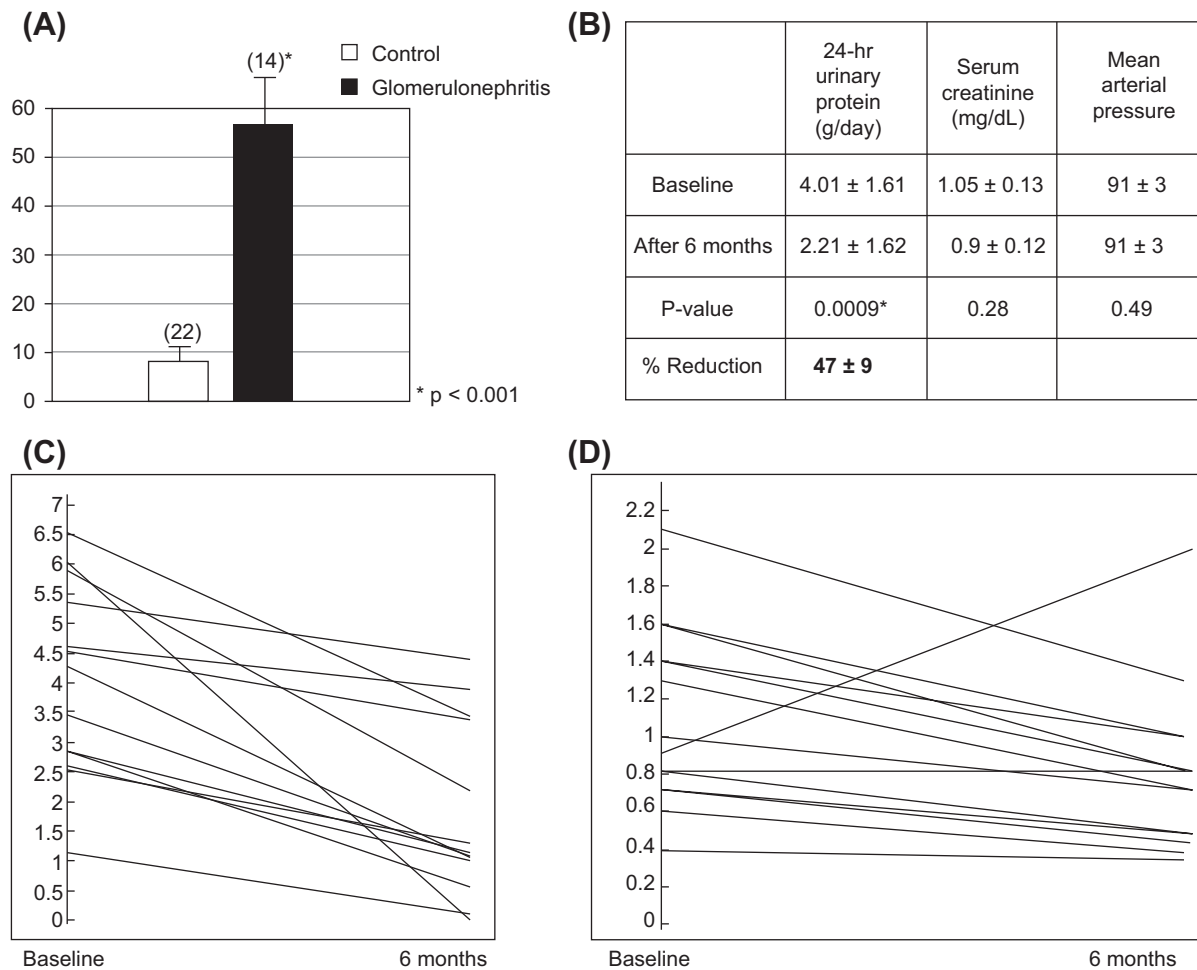 (A)
(14)*
Control
Glomerulonephritis
60
50
40
30
20
10
0
(22)
* p < 0.001
(B)
24-hr
urinary
protein
(g/day)
Serum
creatinine
(mg/dL)
Mean
arterial
pressure
Baseline
4.01 ± 1.61
1.05 ± 0.13
91 ± 3
After 6 months
2.21 ± 1.62
0.9 ± 0.12
91 ± 3
P-value
0.0009*
0.28
0.49
% Reduction
47 ± 9
(C)
7
6.5
6
5.5
5
4.5
4
3.5
3
2.5
2
1.5
1
0.5
0
Baseline
6 months
(D)
2.2
2
1.8
1.6
1.4
1.2
1
0.8
0.6
0.4
0.2
0
Baseline
6 months